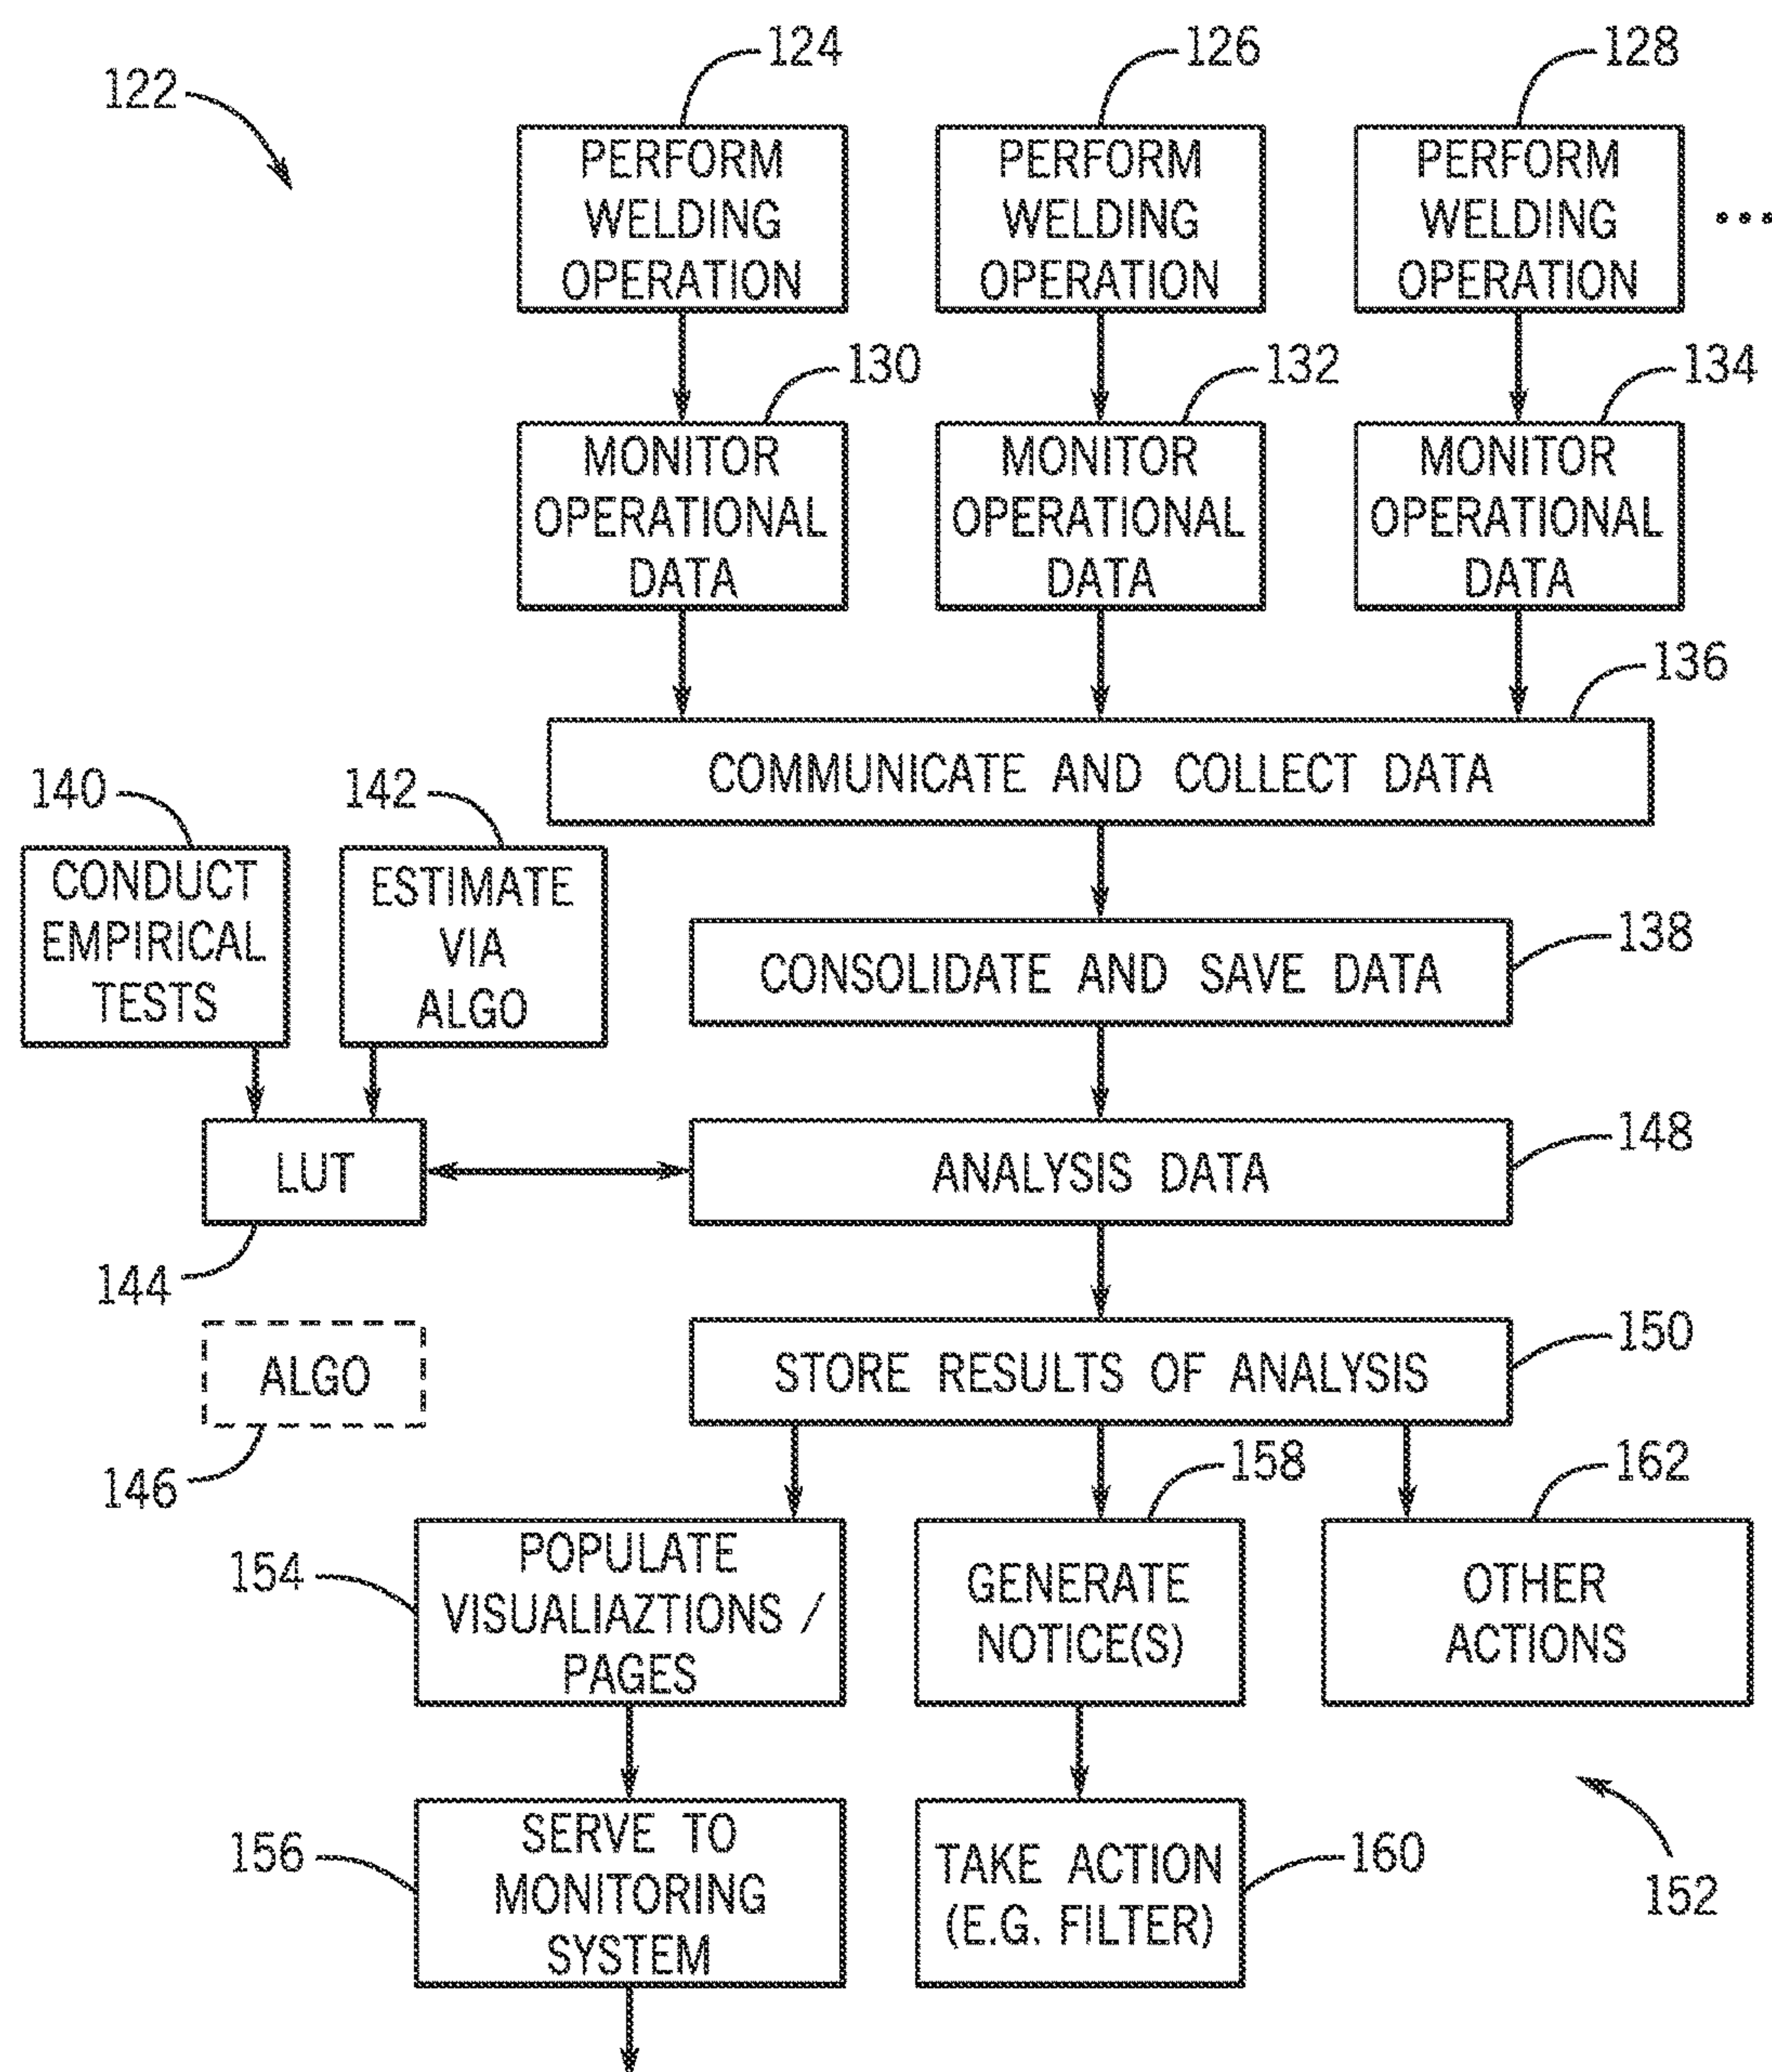 122
124
126
128
PERFORM
WELDING
OPERATION
PERFORM
WELDING
OPERATION
PERFORM
WELDING
OPERATION
...
130
132
134
MONITOR
OPERATIONAL
DATA
MONITOR
OPERATIONAL
DATA
MONITOR
OPERATIONAL
DATA
136
COMMUNICATE AND COLLECT DATA
140
142
CONDUCT
EMPIRICAL
TESTS
ESTIMATE
VIA
ALGO
138
CONSOLIDATE AND SAVE DATA
LUT
144
148
ANALYSIS DATA
ALGO
146
150
STORE RESULTS OF ANALYSIS
154
POPULATE
VISUALIAZTIONS /
PAGES
158
GENERATE
NOTICE(S)
162
OTHER
ACTIONS
156
SERVE TO
MONITORING
SYSTEM
TAKE ACTION
(E.G. FILTER)
160
152